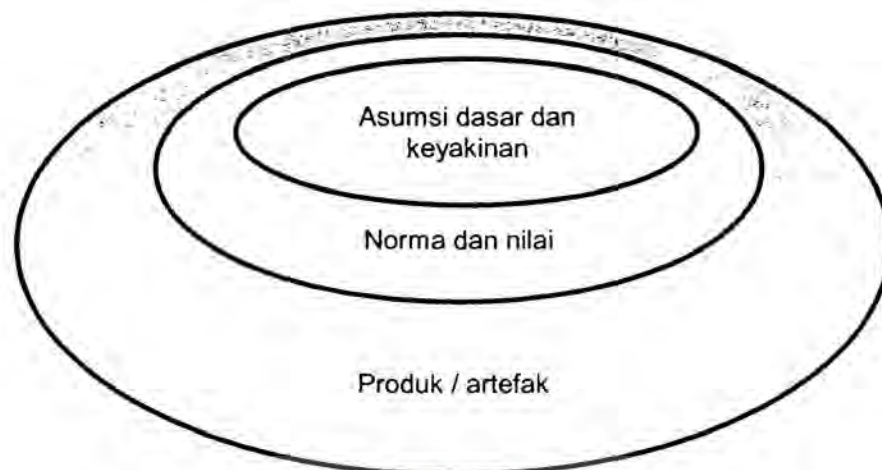 Asumsi dasar dan
keyakinan
Norma dan nilai
Produk / artefak